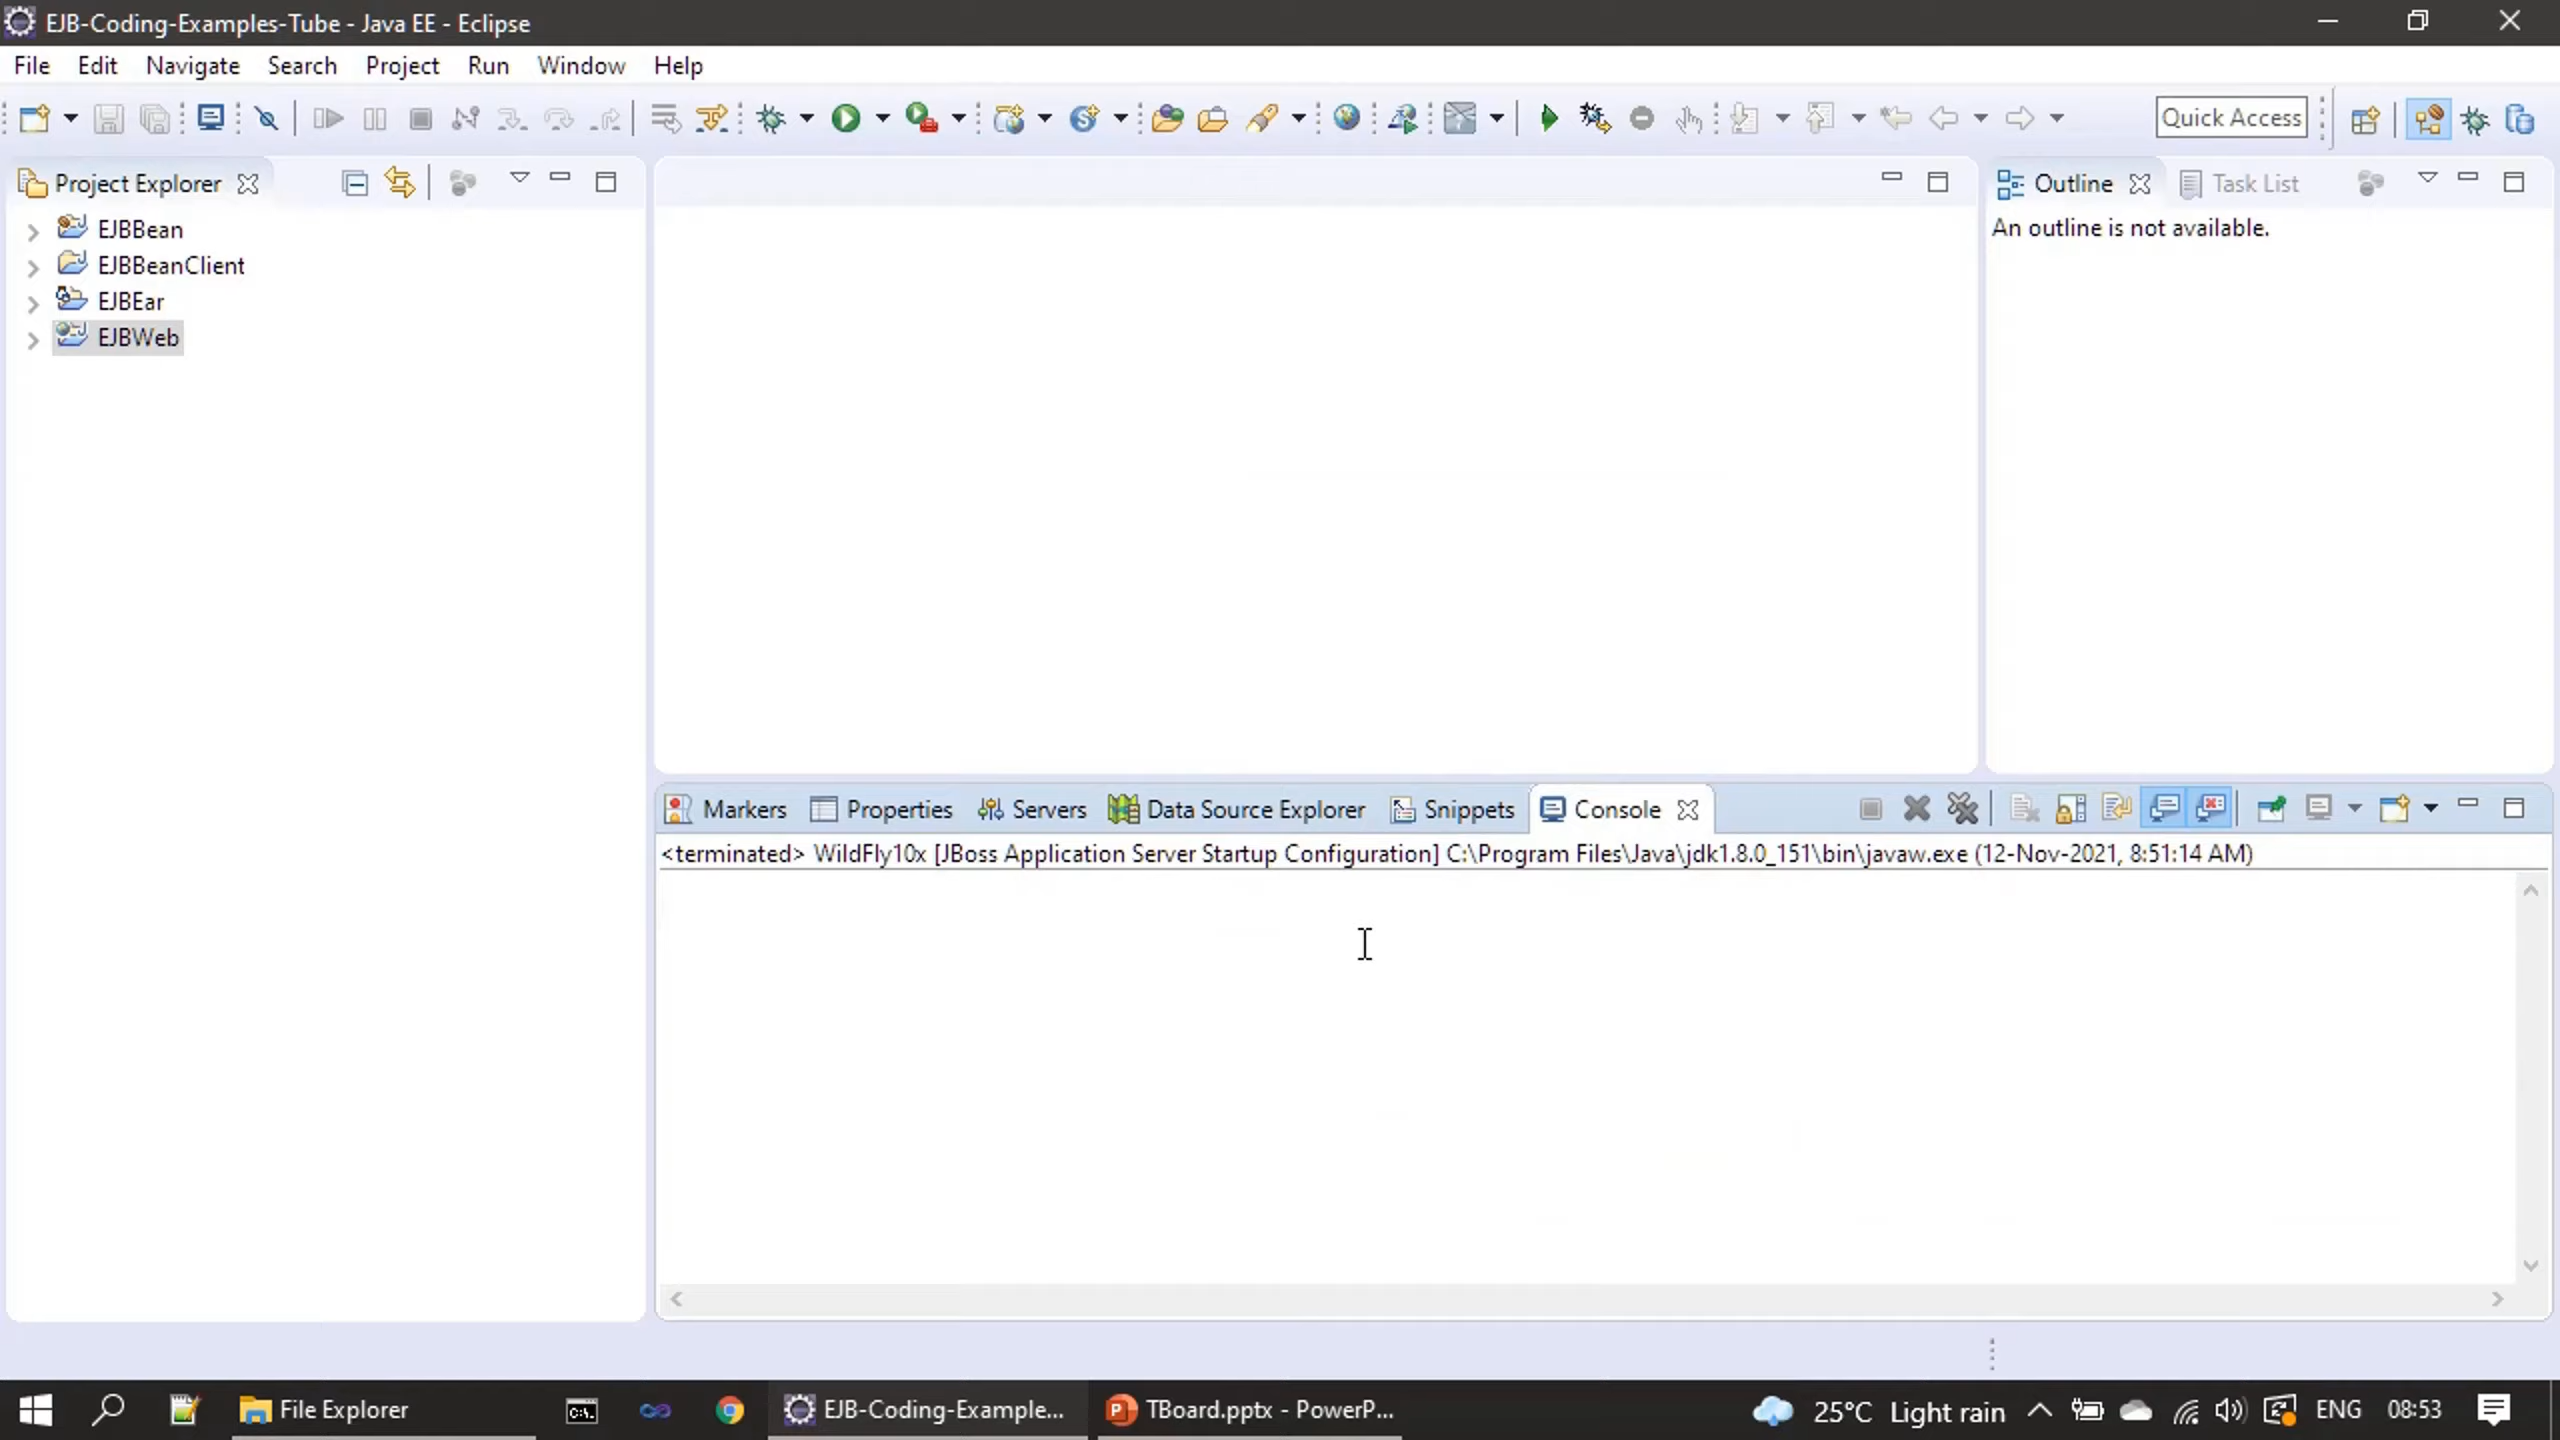 EJB-Coding-Examples-Tube - Java EE - Eclipse
File Edit Navigate Search Project Run Window Help
Quick Access
Project Explorer
EJBBean
EJBBeanClient
EJBEar
EJBWeb
Outline Task List
An outline is not available.
Markers Properties Servers Data Source Explorer Snippets Console
<terminated> WildFly10x [JBoss Application Server Startup Configuration] C:\Program Files\Java\jdk1.8.0_151\bin\javaw.exe (12-Nov-2021, 8:51:14 AM)
File Explorer EJB-Coding-Example... TBoard.pptx - PowerP... 25°C Light rain ENG 08:53